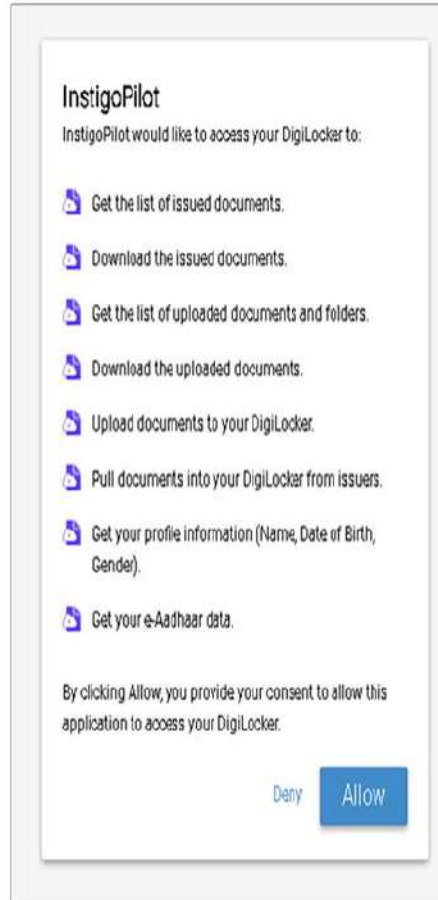 InstigoPilot
InstigoPilot would like to access your DigiLocker to:
Get the list of issued documents.
Download the issued documents.
Get the list of uploaded documents and folders.
Download the uploaded documents.
Upload documents to your DigiLocker.
Pull documents into your DigiLocker from issuers.
Get your profile information (Name, Date of Birth,
Gender).
Get your e-Aadhaar data.
By clicking Allow, you provide your consent to allow this
application to access your DigiLocker.
Deny
Allow